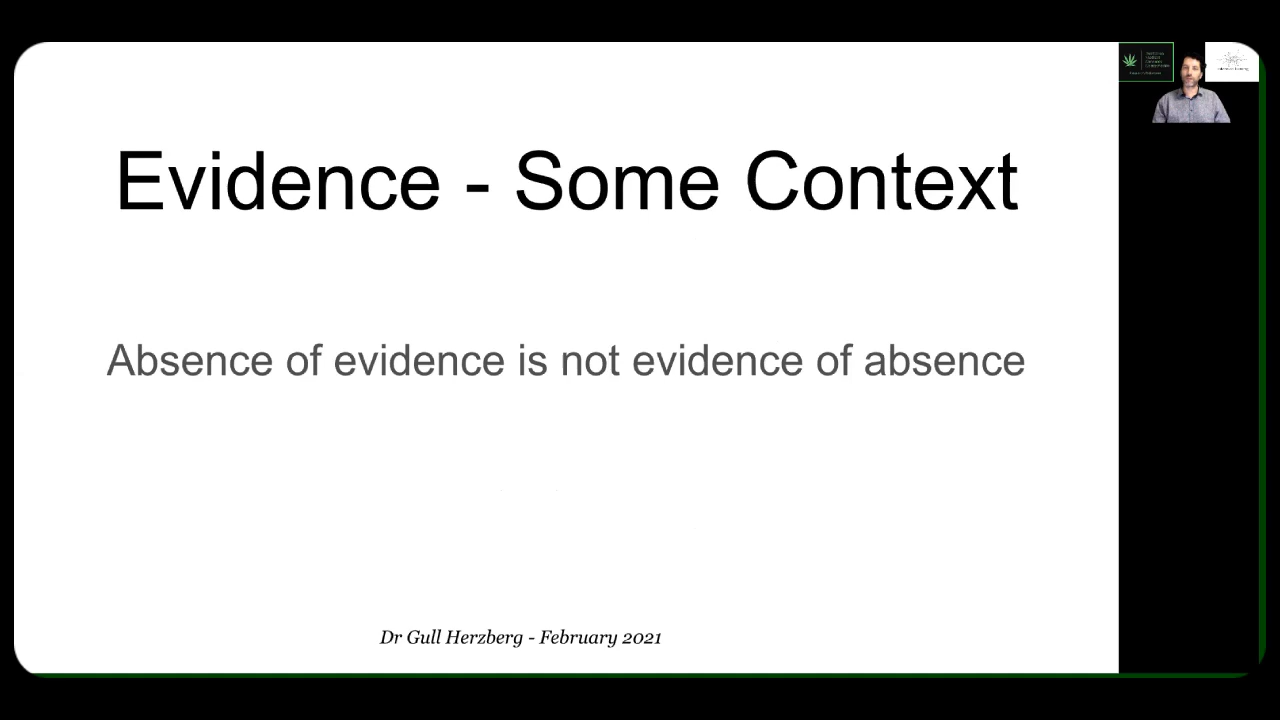 Evidence - Some Context
Absence of evidence is not evidence of absence
Dr Gull Herzberg - February 2021